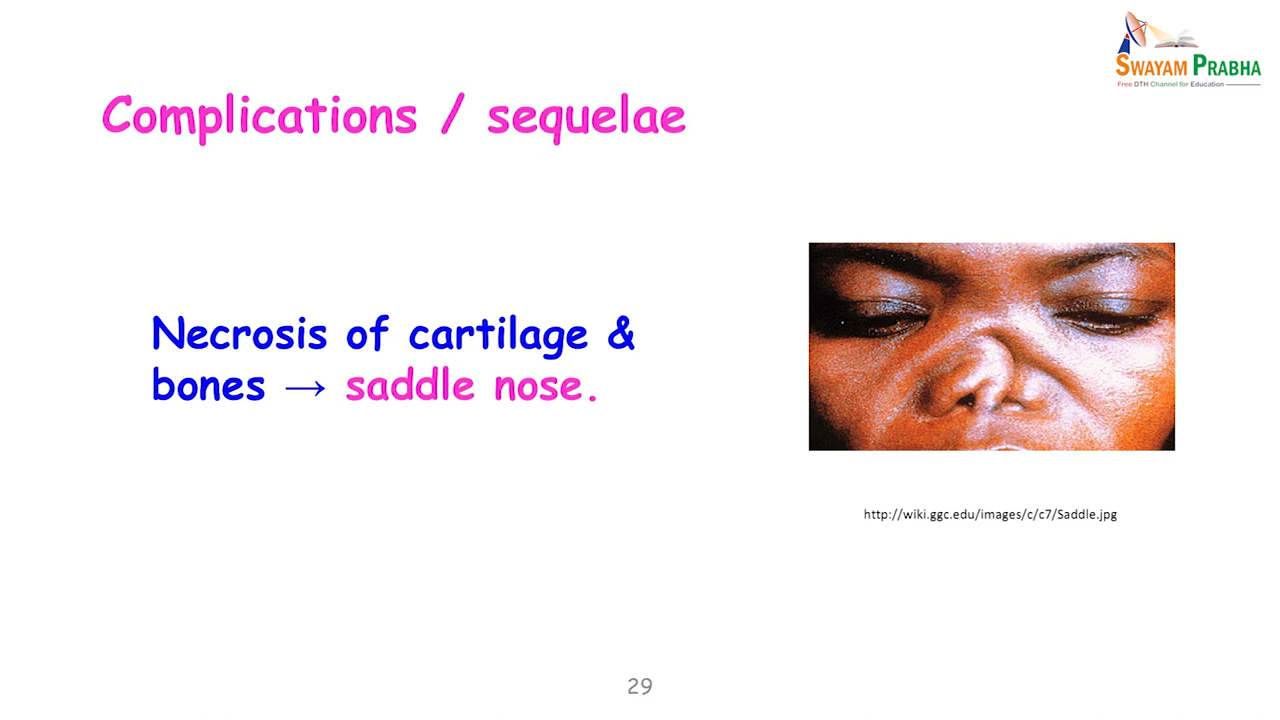 SWAYAM PRABHA
Free DTH Channel for Education
Complications / sequelae
Necrosis of cartilage &
bones → saddle nose.
http://wiki.ggc.edu/images/c/c7/Saddle.jpg
29